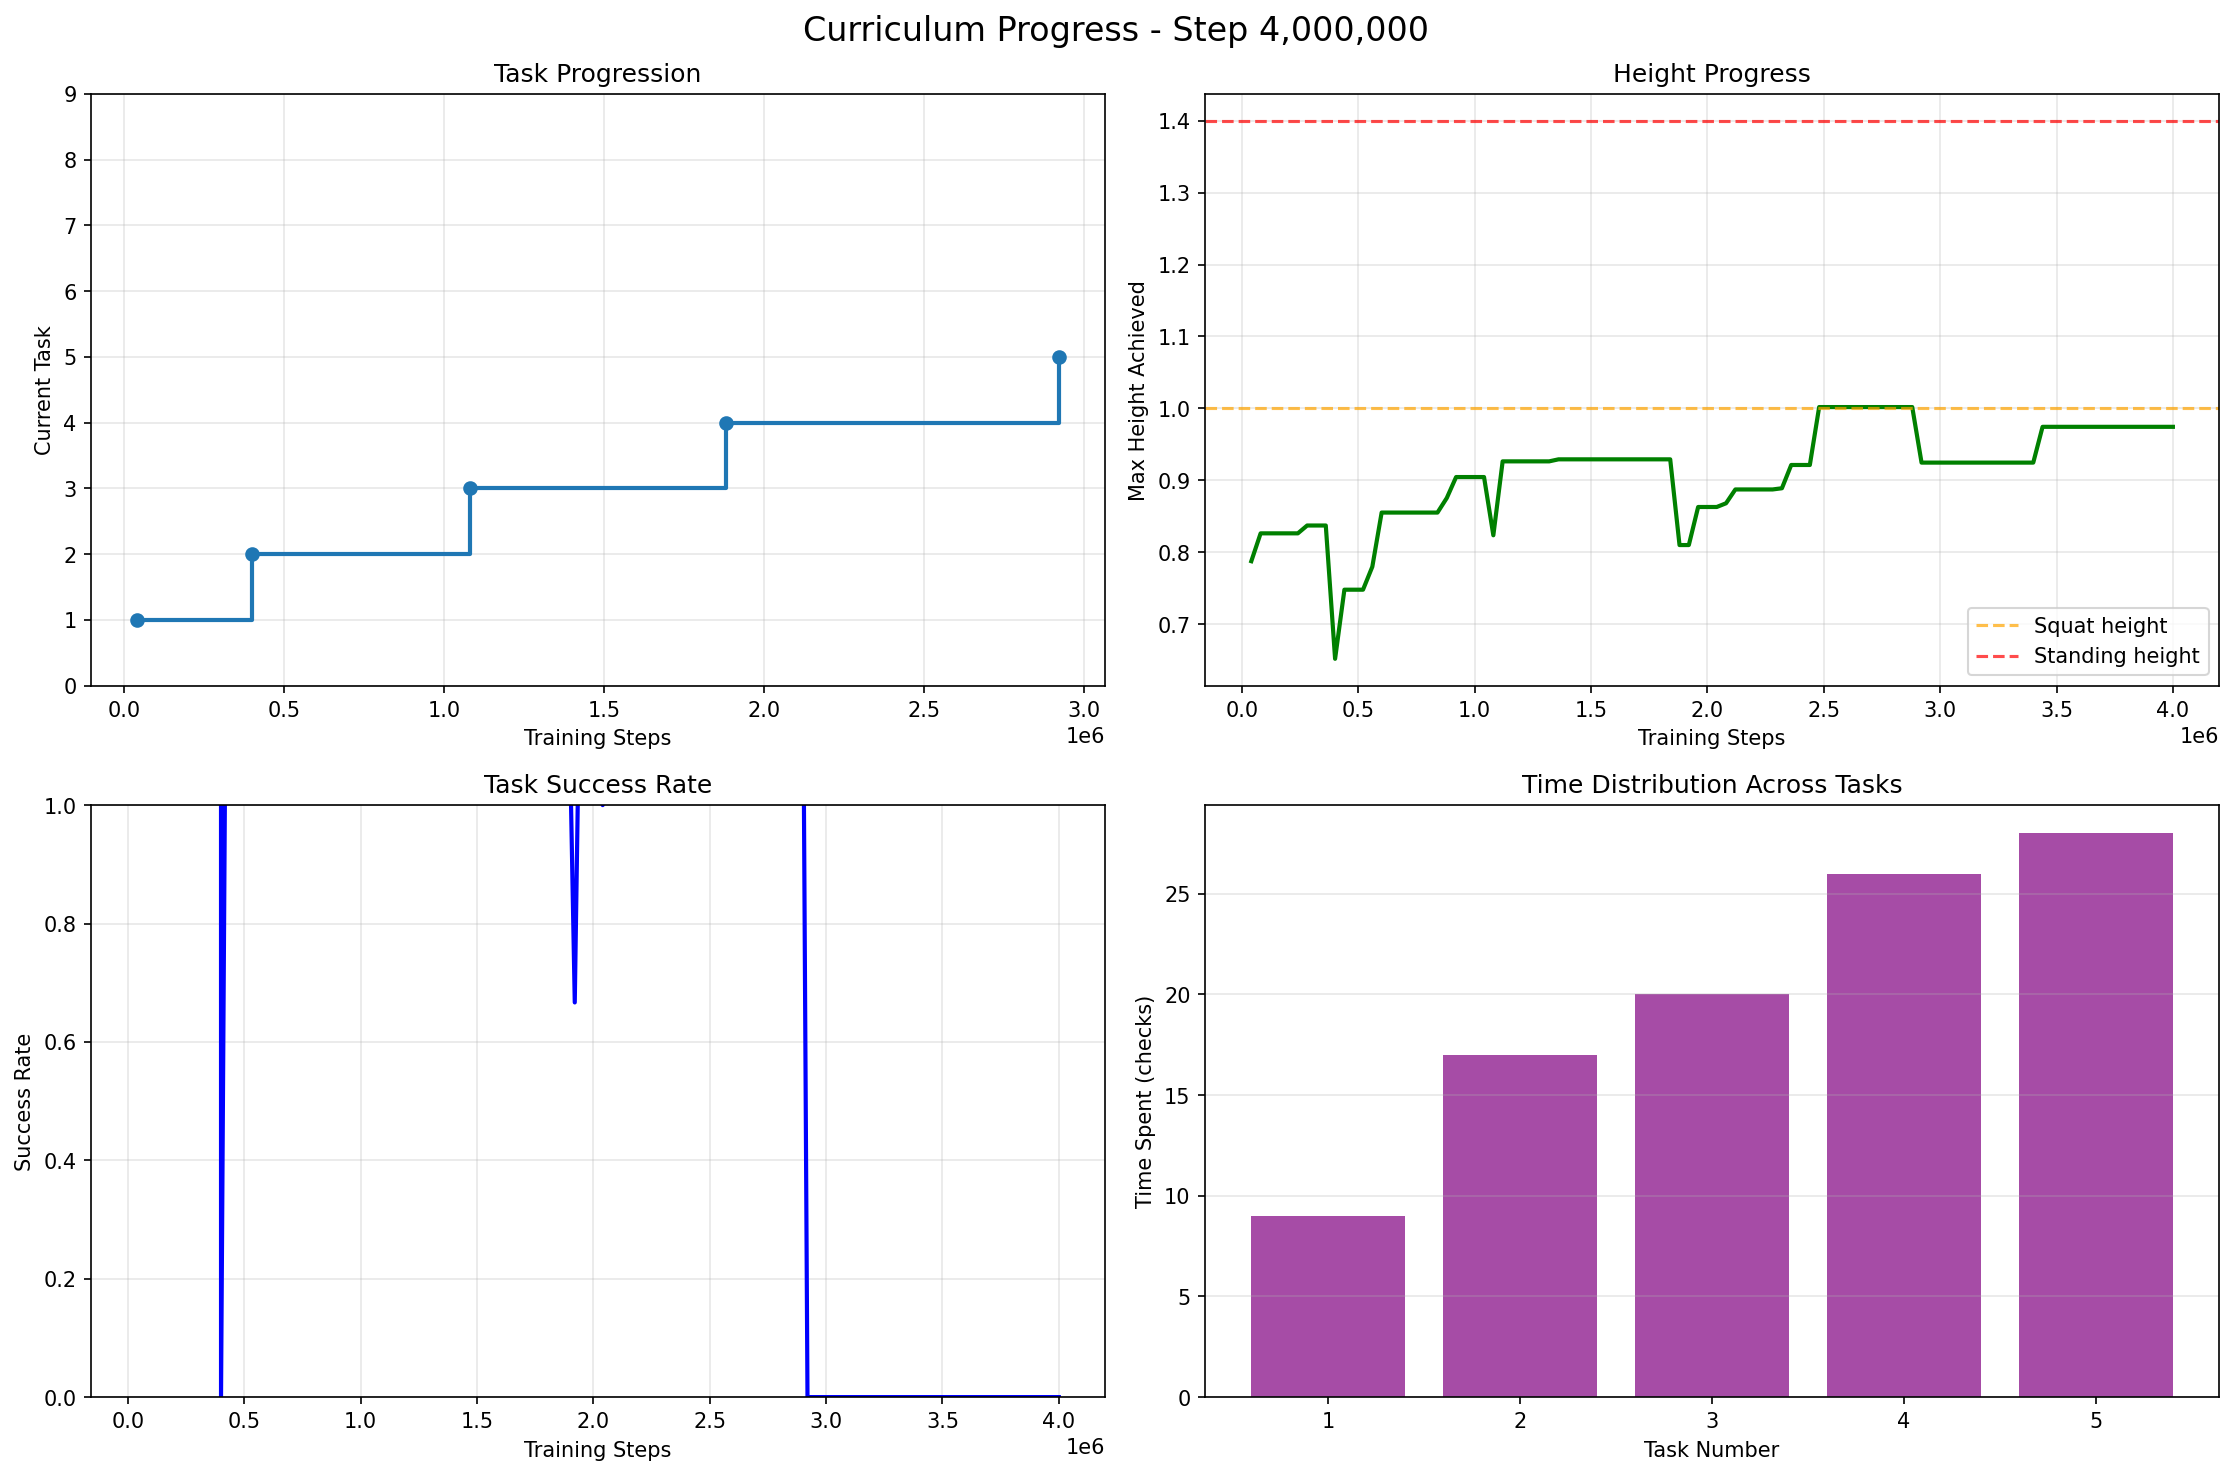 Curriculum Progress - Step 4,000,000
Task Progression
9
8
7
6
5
4
3
2
1
0
Current Task
0.0 0.5 1.0 1.5 2.0 2.5 3.0
1e6
Training Steps
Height Progress
1.4
1.3
1.2
1.1
1.0
0.9
0.8
0.7
Max Height Achieved
Squat height
Standing height
0.0 0.5 1.0 1.5 2.0 2.5 3.0 3.5 4.0
1e6
Training Steps
Task Success Rate
1.0
0.8
0.6
0.4
0.2
0.0
Success Rate
0.0 0.5 1.0 1.5 2.0 2.5 3.0 3.5 4.0
1e6
Training Steps
Time Distribution Across Tasks
25
20
15
10
5
0
Time Spent (checks)
1 2 3 4 5
Task Number